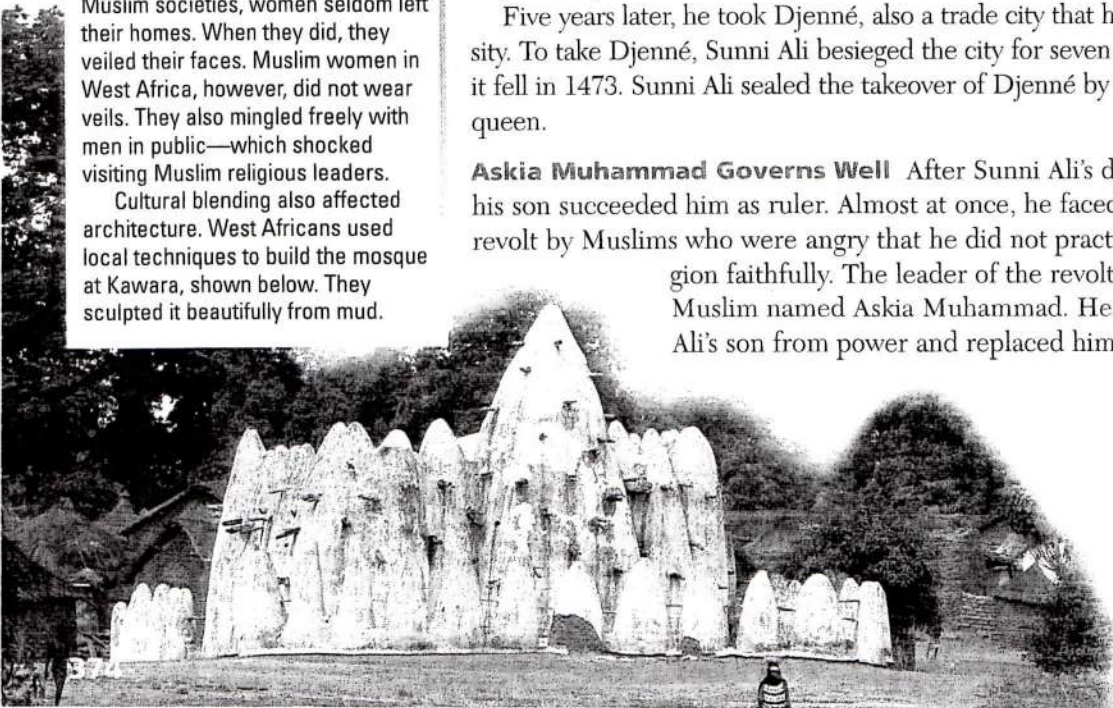 Muslim societies, women seldom left
their homes. When they did, they
veiled their faces. Muslim women in
West Africa, however, did not wear
veils. They also mingled freely with
men in public—which shocked
visiting Muslim religious leaders.
Cultural blending also affected
architecture. West Africans used
local techniques to build the mosque
at Kawara, shown below. They
sculpted it beautifully from mud.
Five years later, he took Djenné, also a trade city that h
sity. To take Djenné, Sunni Ali besieged the city for seven
it fell in 1473. Sunni Ali sealed the takeover of Djenné by
queen.
Askia Muhammad Governs Well After Sunni Ali's d
his son succeeded him as ruler. Almost at once, he faced
revolt by Muslims who were angry that he did not pract
gion faithfully. The leader of the revolt
Muslim named Askia Muhammad. He
Ali's son from power and replaced him
374